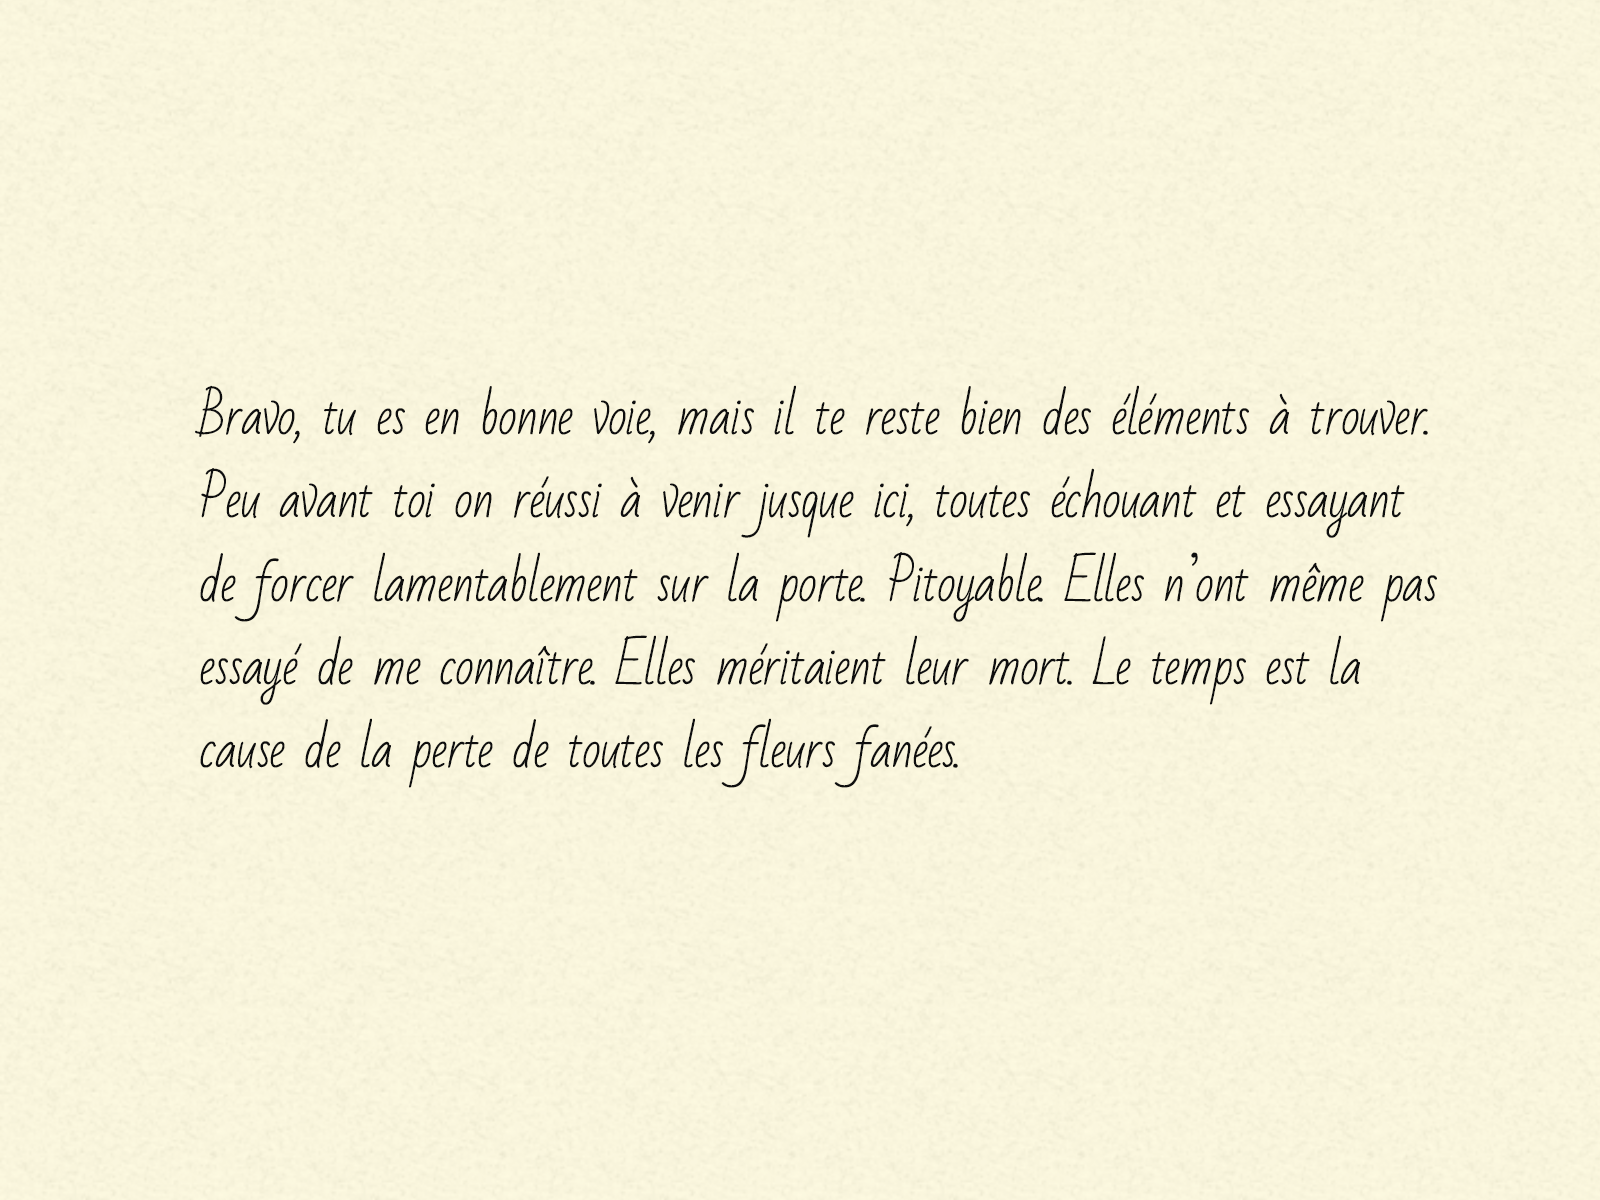 Bravo, tu es en bonne voie, mais il te reste bien des éléments à trouver.
Peu avant toi on réussi à venir jusque ici, toutes échouant et essayant
de forcer lamentablement sur la porte. Pitoyable. Elles n’ont même pas
essayé de me connaître. Elles méritaient leur mort. Le temps est la
cause de la perte de toutes les fleurs fanées.